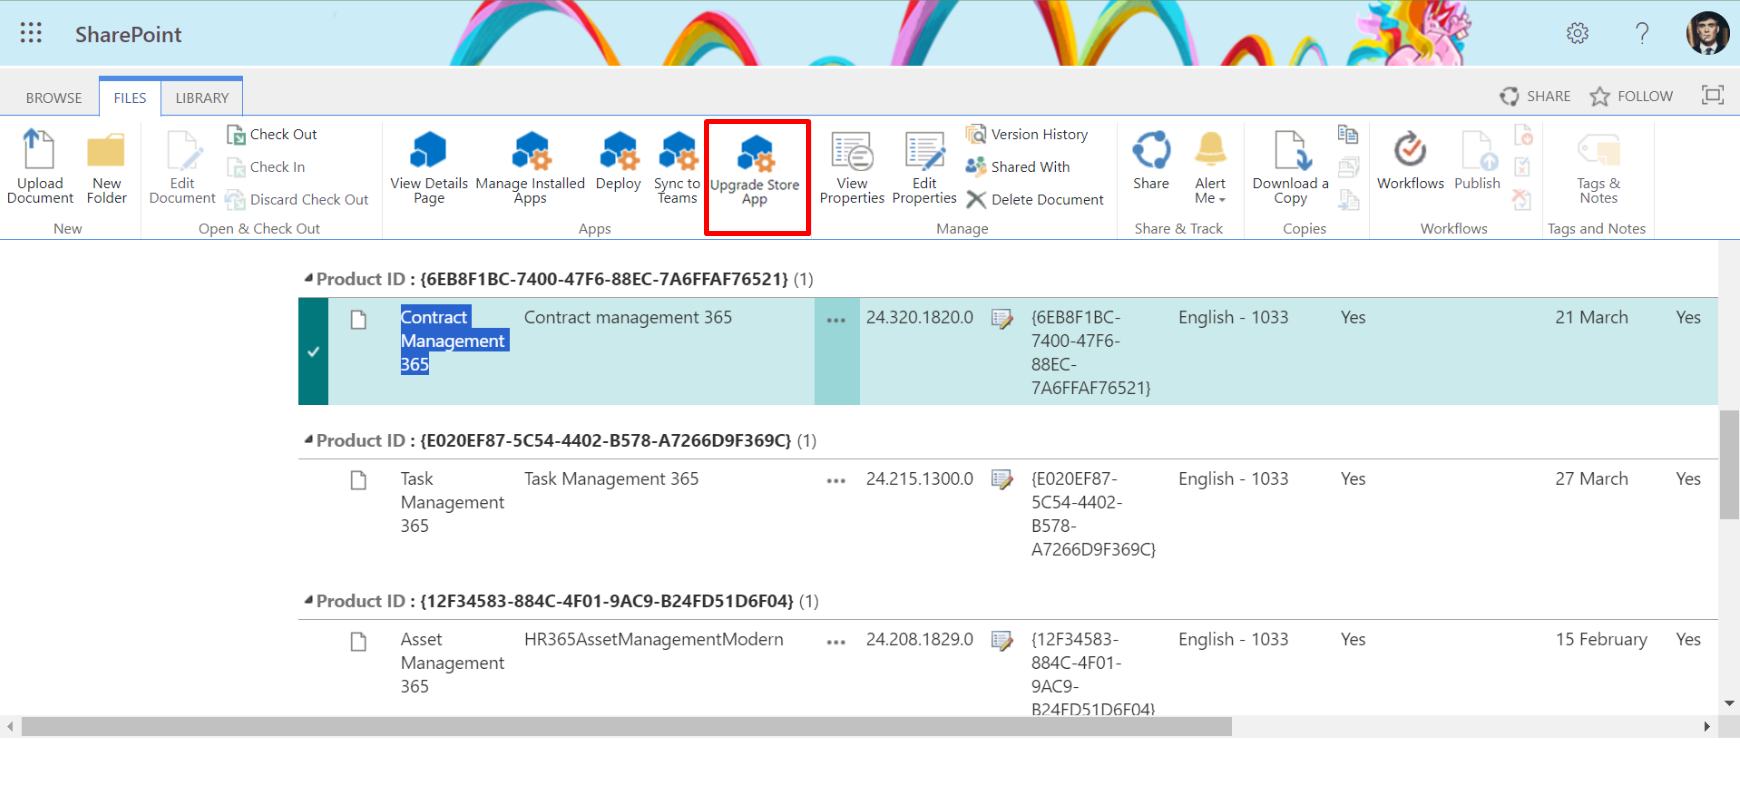 SharePoint
BROWSE
FILES
LIBRARY
SHARE
FOLLOW
Upload
Document
New
Folder
New
Edit
Document
Check Out
Check In
Discard Check Out
Open & Check Out
View Details
Page
Manage Installed
Apps
Deploy
Sync to
Teams
Upgrade Store
App
Apps
View
Properties
Edit
Properties
Version History
Shared With
Delete Document
Manage
Share
Alert
Me
Share & Track
Download a
Copy
Copies
Workflows
Publish
Workflows
Tags &
Notes
Tags and Notes
Product ID : {6EB8F1BC-7400-47F6-88EC-7A6FFAF76521} (1)
Contract
Management
365
Contract management 365
...
24.320.1820.0
{6EB8F1BC-
7400-47F6-
88EC-
7A6FFAF76521}
English - 1033
Yes
21 March
Yes
Product ID : {E020EF87-5C54-4402-B578-A7266D9F369C} (1)
Task
Management
365
Task Management 365
...
24.215.1300.0
{E020EF87-
5C54-4402-
B578-
A7266D9F369C}
English - 1033
Yes
27 March
Yes
Product ID : {12F34583-884C-4F01-9AC9-B24FD51D6F04} (1)
Asset
Management
365
HR365AssetManagementModern
...
24.208.1829.0
{12F34583-
884C-4F01-
9AC9-
B24FD51D6F04}
English - 1033
Yes
15 February
Yes